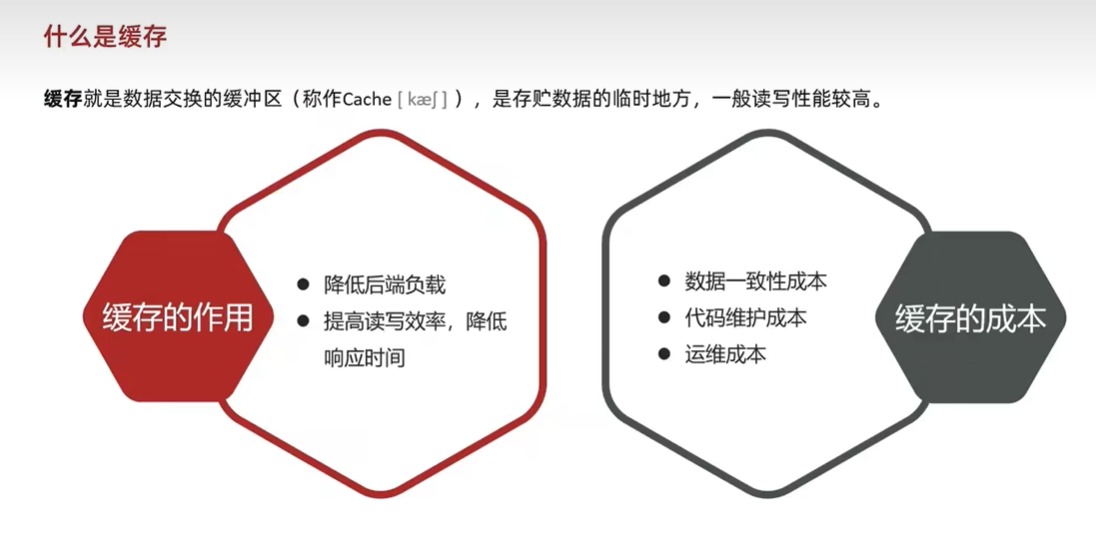 什么是缓存
缓存就是数据交换的缓冲区（称作Cache [ kæʃ ] ），是存贮数据的临时地方，一般读写性能较高。
缓存的作用
● 降低后端负载
● 提高读写效率，降低
响应时间
● 数据一致性成本
● 代码维护成本
● 运维成本
缓存的成本